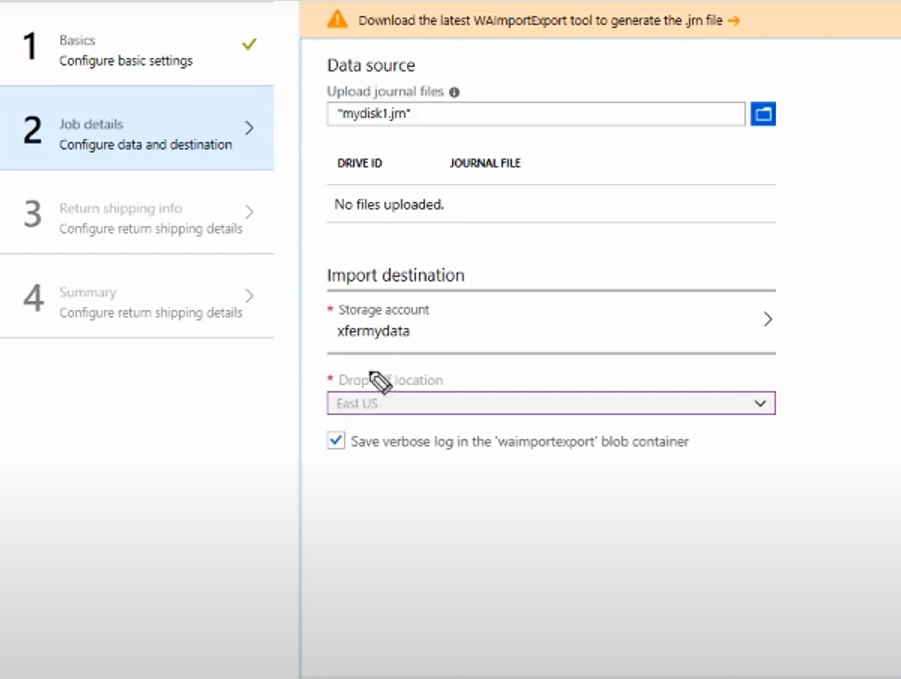 1
Basics
Configure basic settings
2
Job details
Configure data and destination
3
Return shipping info
Configure return shipping details
4
Summary
Configure return shipping details
Download the latest WAImportExport tool to generate the .jrn file
Data source
Upload journal files
"mydisk1.jrn"
DRIVE ID JOURNAL FILE
No files uploaded.
Import destination
* Storage account
xfermydata
* Drop location
East US
Save verbose log in the 'waimportexport' blob container